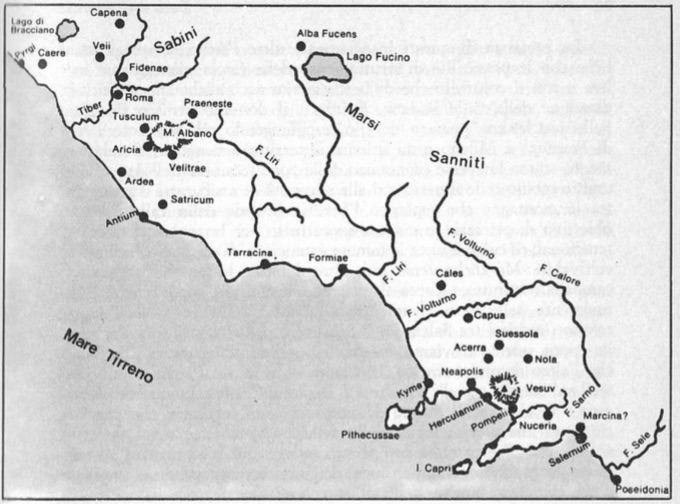 Capena
Lago di
Bracciano
Pyrgi
Caere
Veii
Sabini
Fidenae
Roma
Tiber
Praeneste
Tusculum
M. Albano
Aricia
Velitrae
Ardea
Satricum
Antium
Alba Fucens
Lago Fucino
Marsi
F. Liri
Sanniti
Tarracina
Formiae
F. Liri
F. Volturno
Cales
F. Calore
F. Volturno
Capua
Suessola
Acerra
Nola
Neapolis
Kyme
Vesuv
Herculanum
Pompeii
F. Sarno
Nuceria
Marcina?
Pithecussae
I. Capri
Salernum
F. Sele
Poseidonia
Mare Tirreno